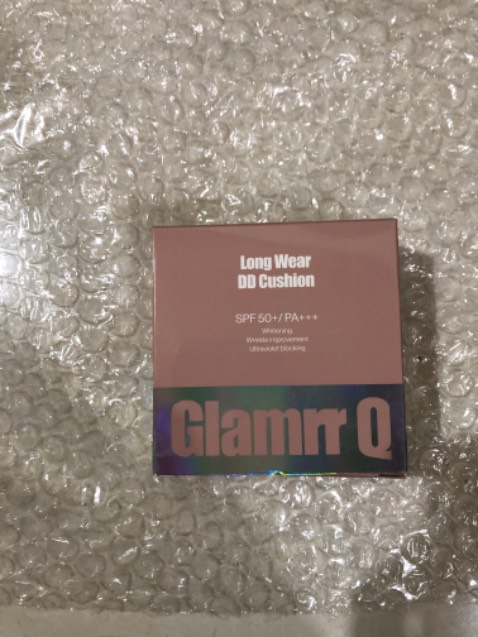 Long Wear
DD Cushion
SPF 50+/ PA+++
Whitening
Wrinkle improvement
Ultraviolet blocking
Glamrr Q